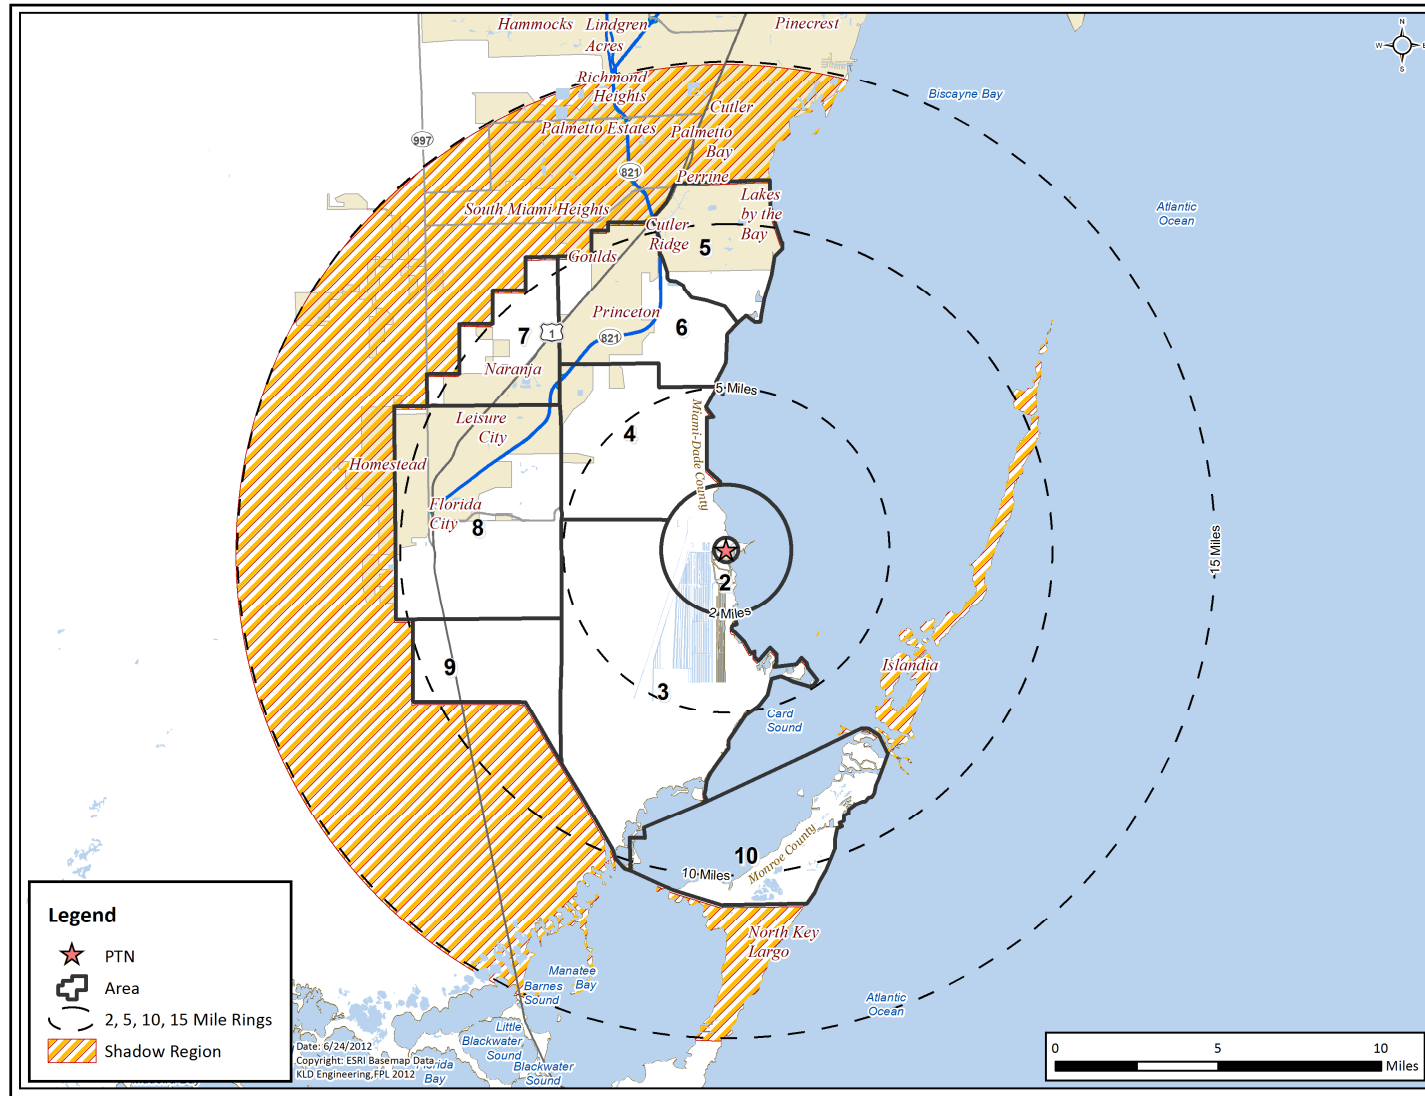 Hammocks
Lindgren
Acres
Pinecrest
N
W
E
S
Richmond
Heights
Biscayne Bay
Cutler
Palmetto Estates
Palmetto
Bay
997
821
Perrine
Lakes
by the
Bay
South Miami Heights
Atlantic
Ocean
Cutler
Ridge
5
Goulds
Princeton
7
1
821
6
Naranja
5 Miles
Leisure
City
4
Miami-Dade County
Homestead
Florida
City
8
15 Miles
2
2 Miles
9
3
Islandia
Card
Sound
10
Monroe County
10 Miles
North Key
Largo
Manatee
Bay
Barnes
Sound
Atlantic
Ocean
Little
Blackwater
Sound
Blackwater
Sound
Florida
Bay
Legend
PTN
Area
2, 5, 10, 15 Mile Rings
Shadow Region
Date: 6/24/2012
Copyright: ESRI Basemap Data
KLD Engineering,FPL 2012
0
5
10
Miles